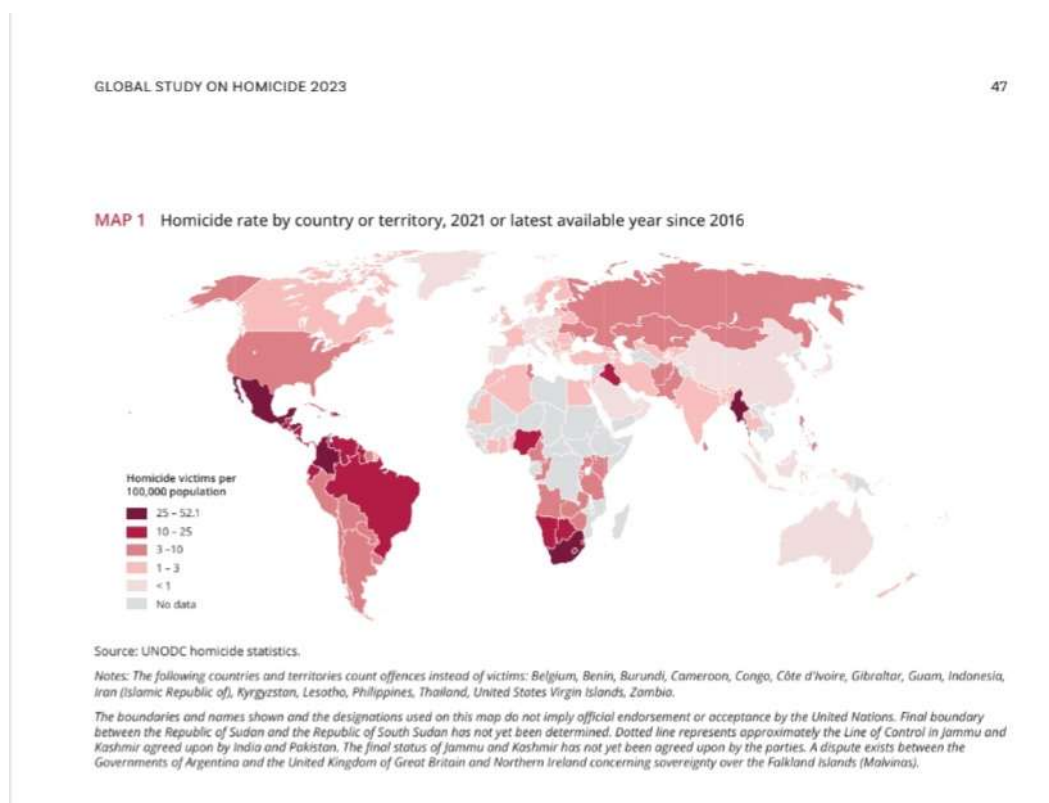 GLOBAL STUDY ON HOMICIDE 2023
47
MAP 1 Homicide rate by country or territory, 2021 or latest available year since 2016
Homicide victims per
100,000 population
25 – 52.1
10 – 25
3 –10
1 – 3
< 1
No data
Source: UNODC homicide statistics.
Notes: The following countries and territories count offences instead of victims: Belgium, Benin, Burundi, Cameroon, Congo, Côte d'Ivoire, Gibraltar, Guam, Indonesia,
Iran (Islamic Republic of), Kyrgyzstan, Lesotho, Philippines, Thailand, United States Virgin Islands, Zambia.
The boundaries and names shown and the designations used on this map do not imply official endorsement or acceptance by the United Nations. Final boundary
between the Republic of Sudan and the Republic of South Sudan has not yet been determined. Dotted line represents approximately the Line of Control in Jammu and
Kashmir agreed upon by India and Pakistan. The final status of Jammu and Kashmir has not yet been agreed upon by the parties. A dispute exists between the
Governments of Argentina and the United Kingdom of Great Britain and Northern Ireland concerning sovereignty over the Falkland Islands (Malvinas).